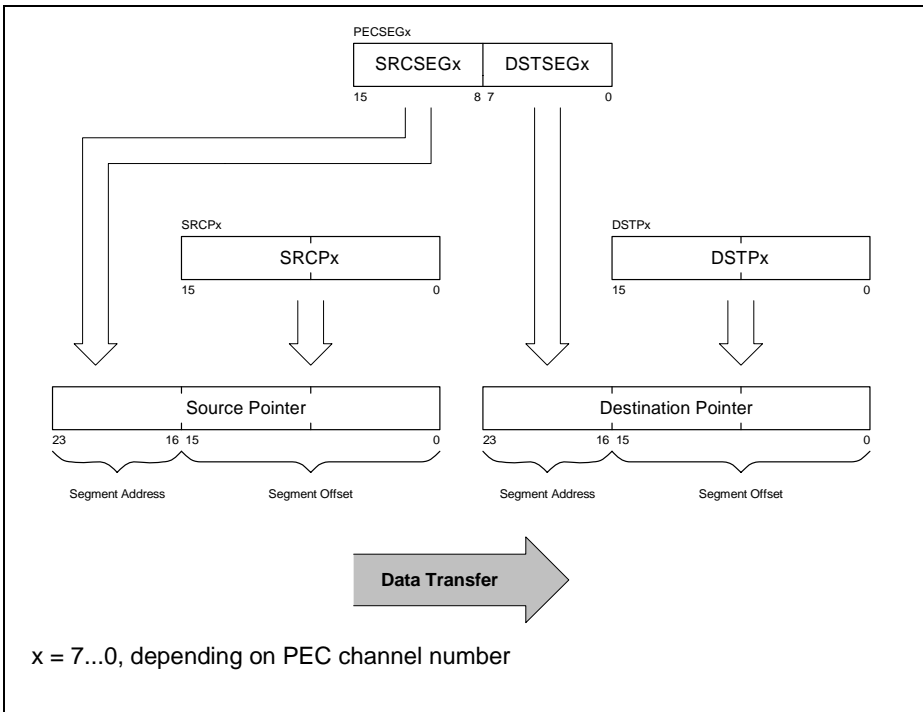 PECSEGx
SRCSEGx DSTSEGx
15 8 7 0
SRCPx DSTPx
SRCPx DSTPx
15 0 15 0
Source Pointer Destination Pointer
23 16 15 0 23 16 15 0
Segment Address Segment Offset Segment Address Segment Offset
Data Transfer
x = 7...0, depending on PEC channel number